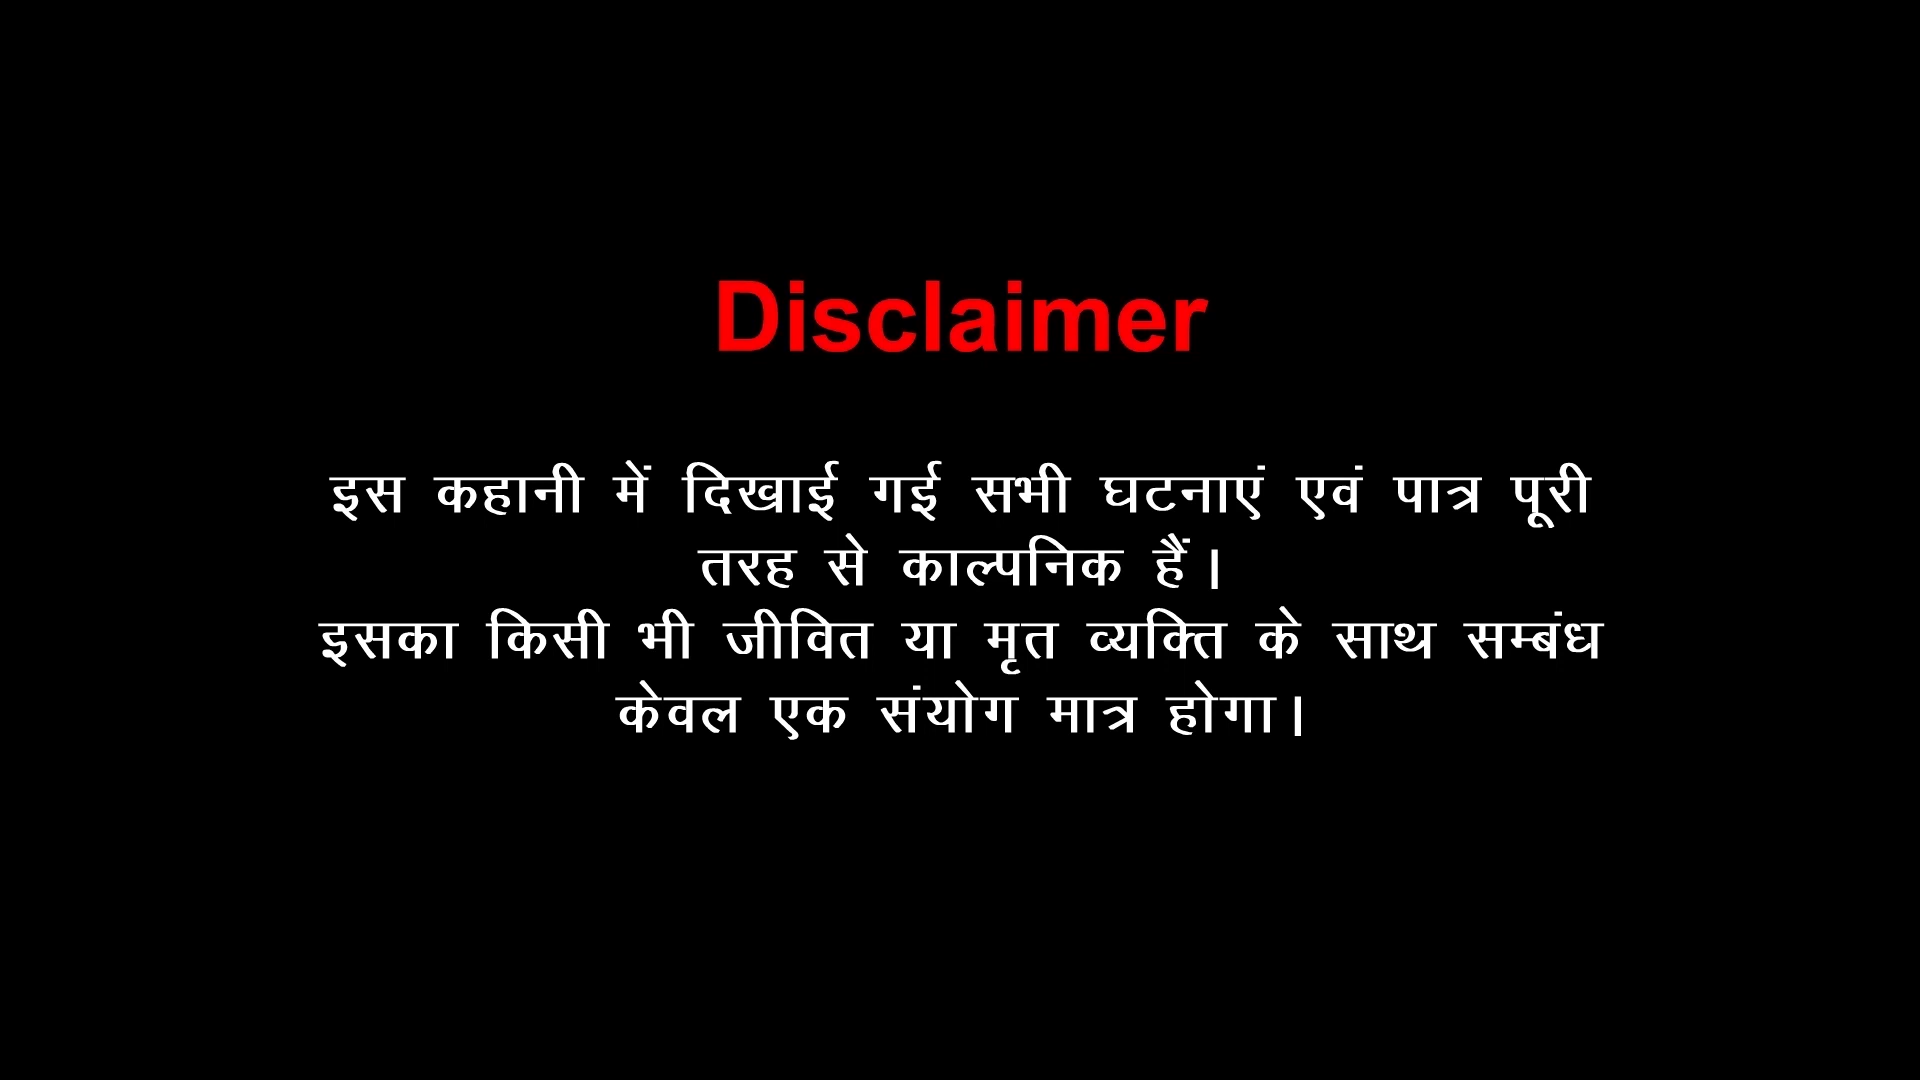 Disclaimer
इस कहानी में दिखाई गई सभी घटनाएं एवं पात्र पूरी
तरह से काल्पनिक हैं।
इसका किसी भी जीवित या मृत व्यक्ति के साथ सम्बंध
केवल एक संयोग मात्र होगा।